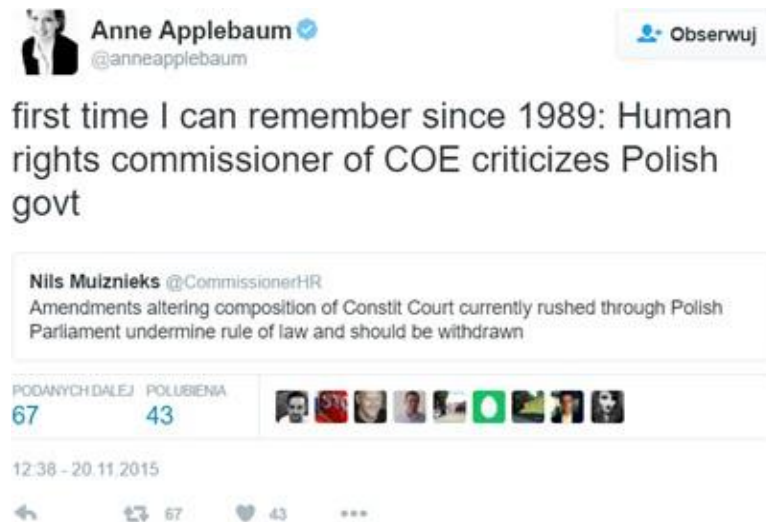 Anne Applebaum
@anneapplebaum
Obserwuj
first time I can remember since 1989: Human
rights commissioner of COE criticizes Polish
govt
Nils Muiznieks @CommissionerHR
Amendments altering composition of Constit Court currently rushed through Polish
Parliament undermine rule of law and should be withdrawn
PODANYCH DALEJ POLUBIENIA
67 43
12:38 - 20.11.2015
67 43